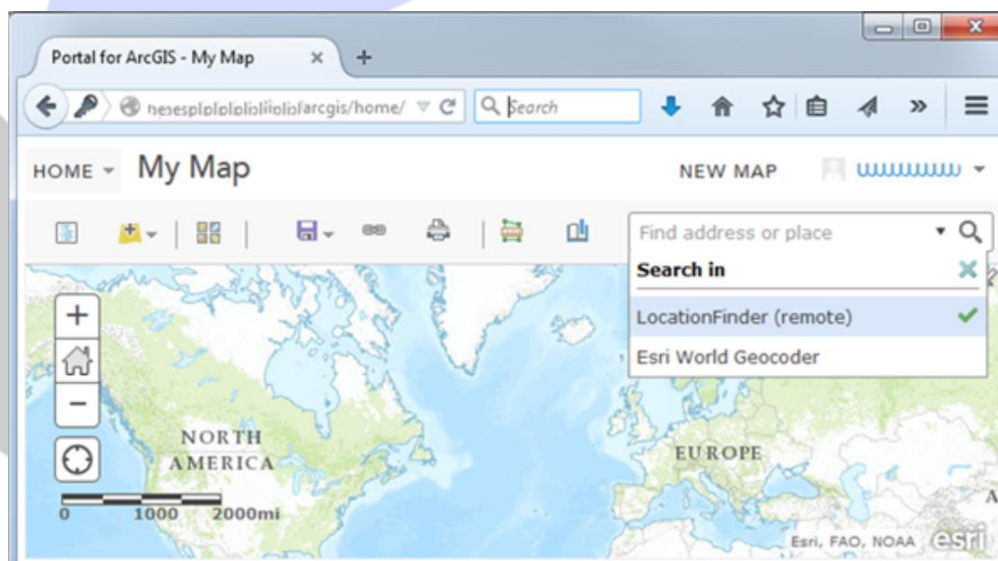 Portal for ArcGIS - My Map
arcgis/home/
Search
HOME
My Map
NEW MAP
Find address or place
Search in
LocationFinder (remote)
Esri World Geocoder
+
−
NORTH
AMERICA
EUROPE
A
0 1000 2000mi
Esri, FAO, NOAA
esri